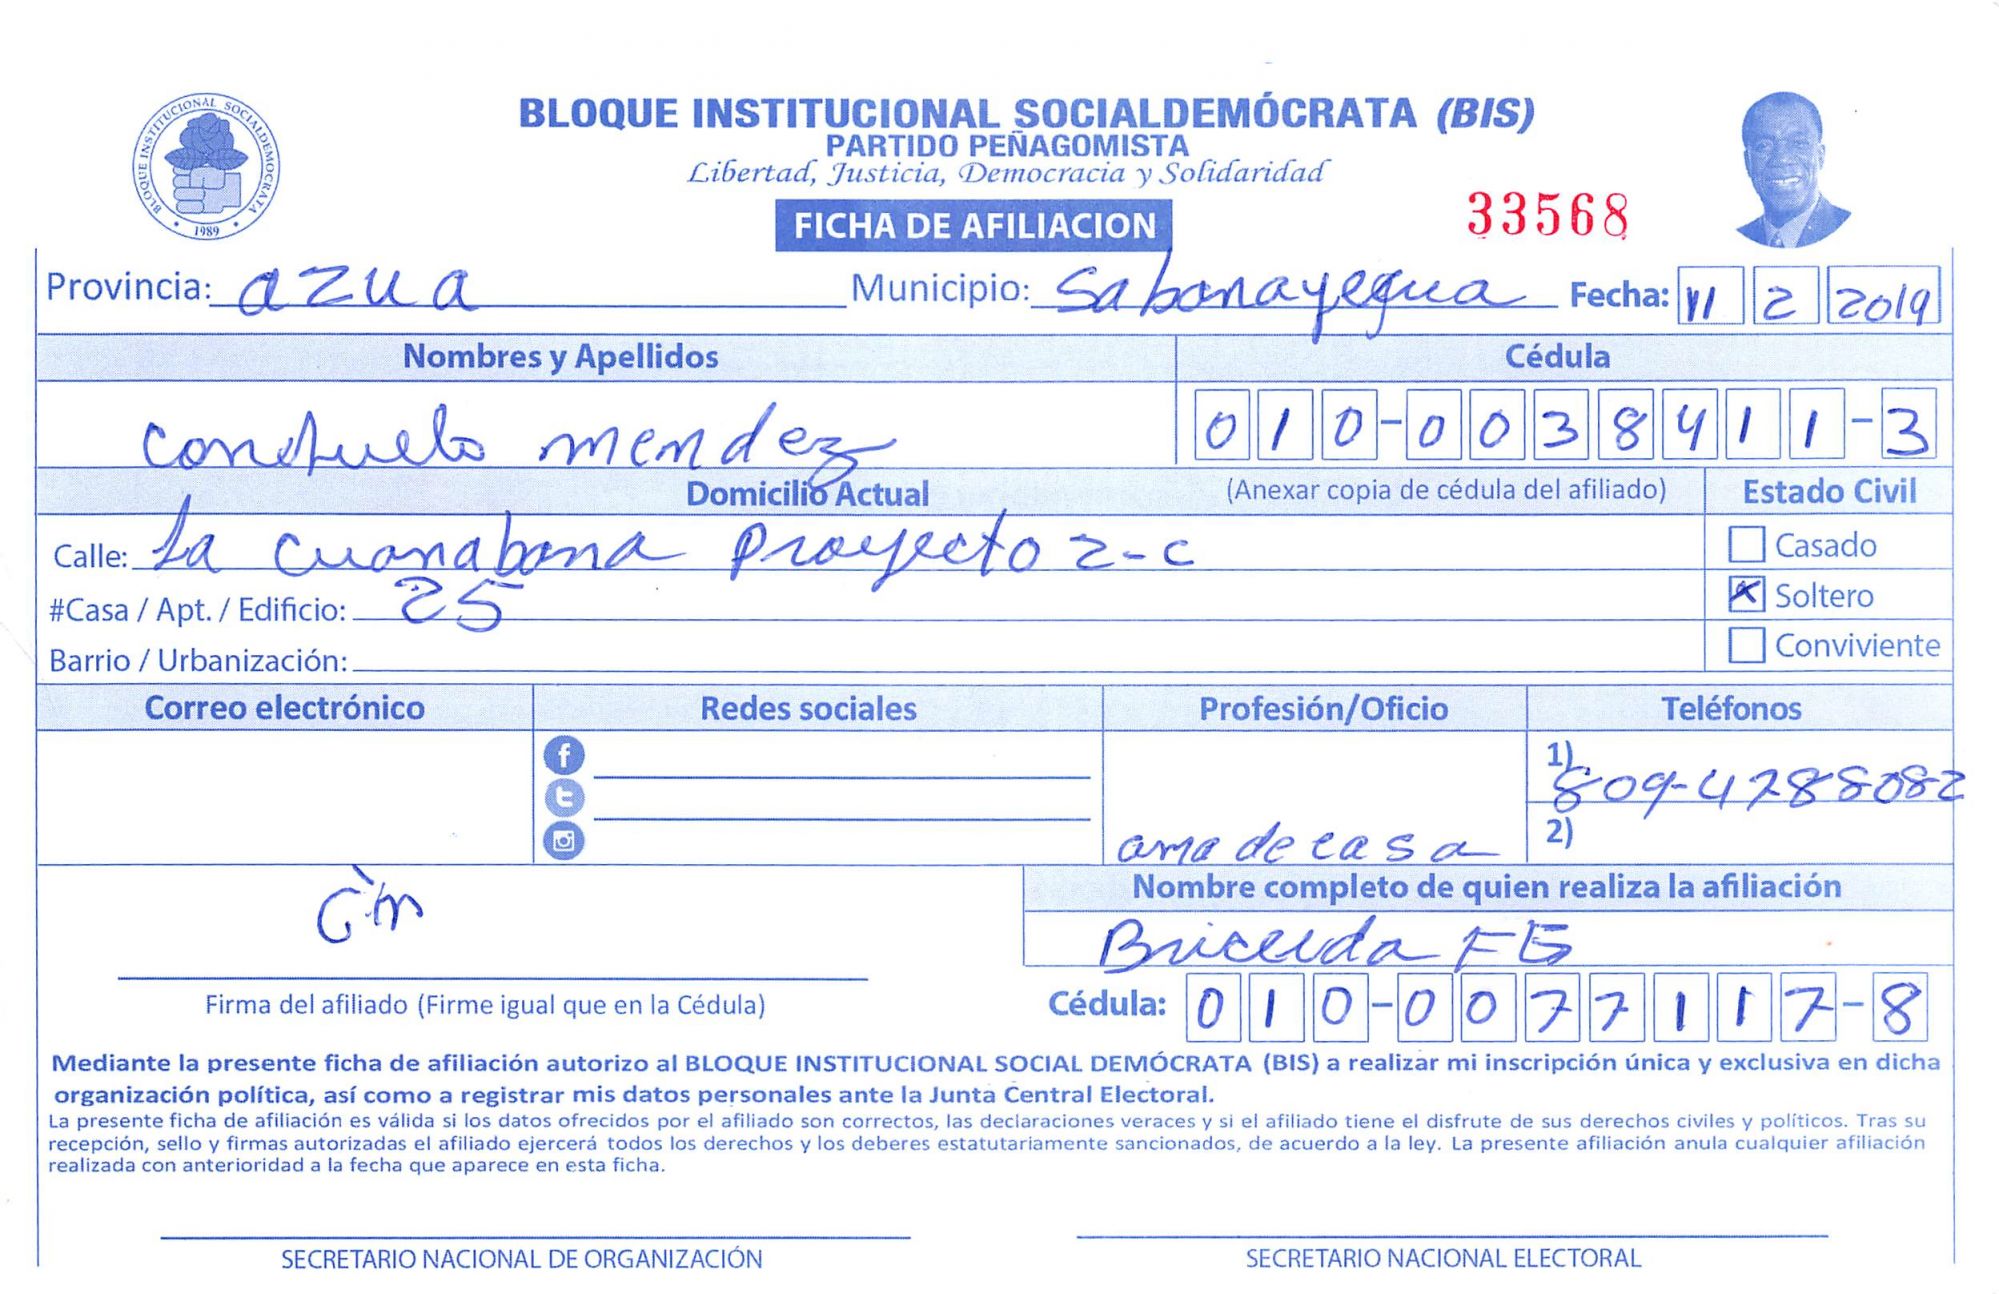 BLOQUE INSTITUCIONAL SOCIALDEMOCRATA
1989
BLOQUE INSTITUCIONAL SOCIALDEMÓCRATA (BIS)
PARTIDO PEÑAGOMISTA
Libertad, Justicia, Democracia y Solidaridad
FICHA DE AFILIACION
33568
Provincia: azua Municipio: Sabanayegua Fecha: 11 2 2019
Nombres y Apellidos Cédula
Consuelo mendez 010-0038411-3
Domicilio Actual (Anexar copia de cédula del afiliado) Estado Civil
Calle: La Cuanabana Proyecto 2-C Casado
#Casa / Apt. / Edificio: 25 Soltero
Barrio / Urbanización: Conviviente
Correo electrónico Redes sociales Profesión/Oficio Teléfonos
1) 809-4288082
ama de casa 2)
Nombre completo de quien realiza la afiliación
Cm
Briceida FE
Firma del afiliado (Firme igual que en la Cédula) Cédula: 010-0077117-8
Mediante la presente ficha de afiliación autorizo al BLOQUE INSTITUCIONAL SOCIAL DEMÓCRATA (BIS) a realizar mi inscripción única y exclusiva en dicha
organización política, así como a registrar mis datos personales ante la Junta Central Electoral.
La presente ficha de afiliación es válida si los datos ofrecidos por el afiliado son correctos, las declaraciones veraces y si el afiliado tiene el disfrute de sus derechos civiles y políticos. Tras su
recepción, sello y firmas autorizadas el afiliado ejercerá todos los derechos y los deberes estatutariamente sancionados, de acuerdo a la ley. La presente afiliación anula cualquier afiliación
realizada con anterioridad a la fecha que aparece en esta ficha.
SECRETARIO NACIONAL DE ORGANIZACIÓN SECRETARIO NACIONAL ELECTORAL